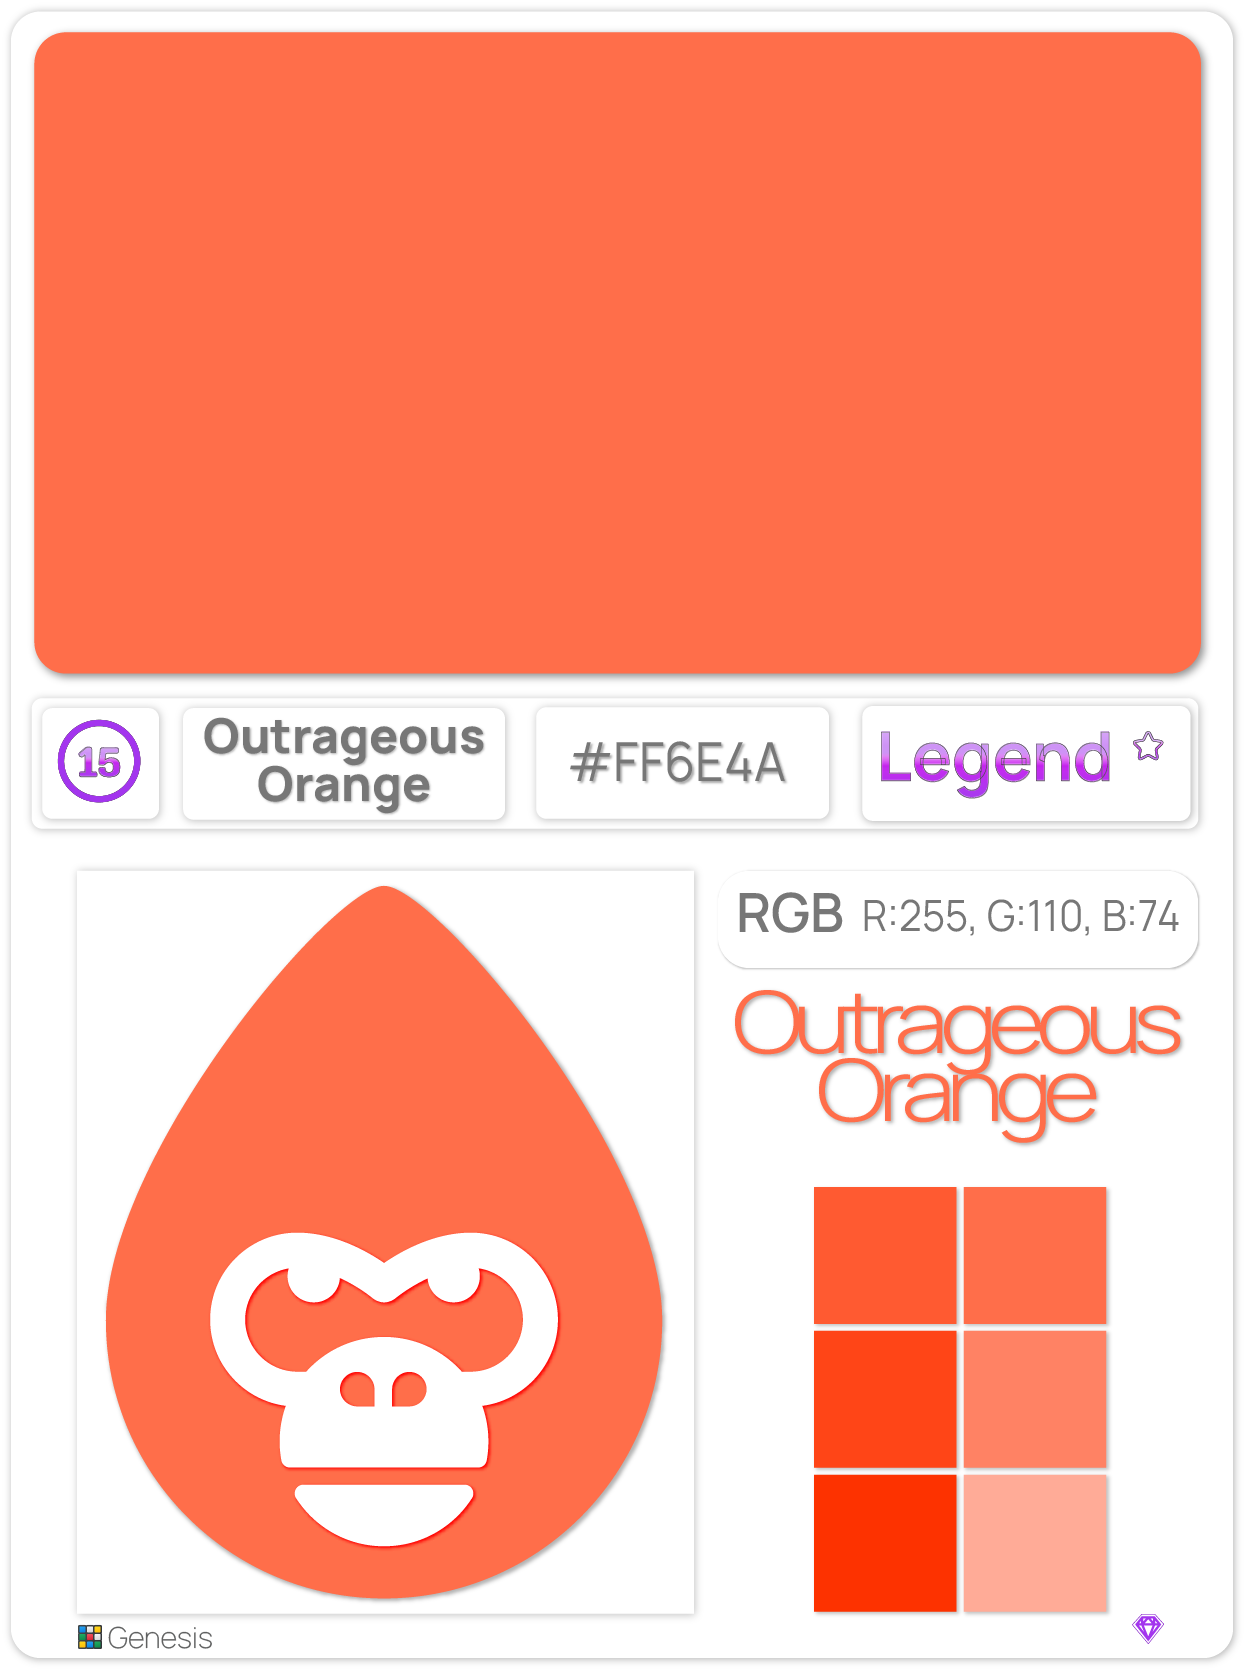 15
Outrageous
Orange
#FF6E4A
Legend
RGB R:255, G:110, B:74
Outrageous
Orange
Genesis